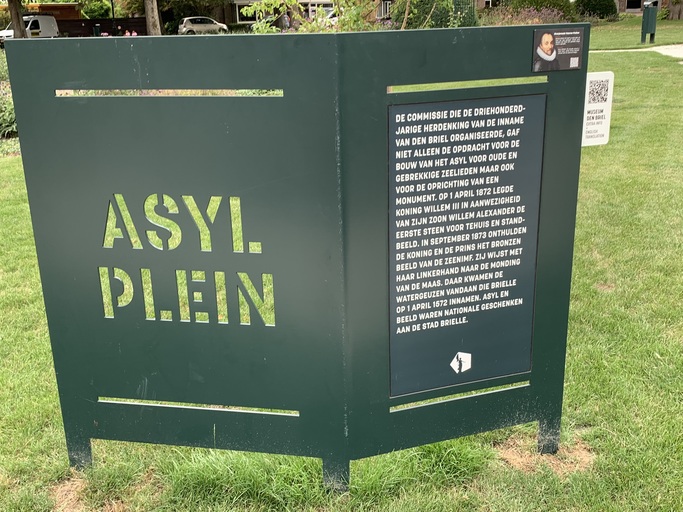 ASYL
PLEIN
DE COMMISSIE DIE DE DRIEHONDERD-
JARIGE HERDENKING VAN DE INNAME
VAN DEN BRIEL ORGANISEERDE, GAF
NIET ALLEEN DE OPDRACHT VOOR DE
BOUW VAN HET ASYL VOOR OUDE EN
GEBREKKIGE ZEELIEDEN MAAR OOK
VOOR DE OPRICHTING VAN EEN
MONUMENT. OP 1 APRIL 1872 LEGDE
KONING WILLEM III IN AANWEZIGHEID
VAN ZIJN ZOON WILLEM ALEXANDER DE
EERSTE STEEN VOOR TEHUIS EN STAND-
BEELD. IN SEPTEMBER 1873 ONTHULDEN
DE KONING EN DE PRINS HET BRONZEN
BEELD VAN DE ZEENIMF. ZIJ WIJST MET
HAAR LINKERHAND NAAR DE MONDING
VAN DE MAAS. DAAR KWAMEN DE
WATERGEUZEN VANDAAN DIE BRIELLE
OP 1 APRIL 1572 INNAMEN. ASYL EN
BEELD WAREN NATIONALE GESCHENKEN
AAN DE STAD BRIELLE.
MUSEUM
DEN BRIEL
ENGLISH
TRANSLATION